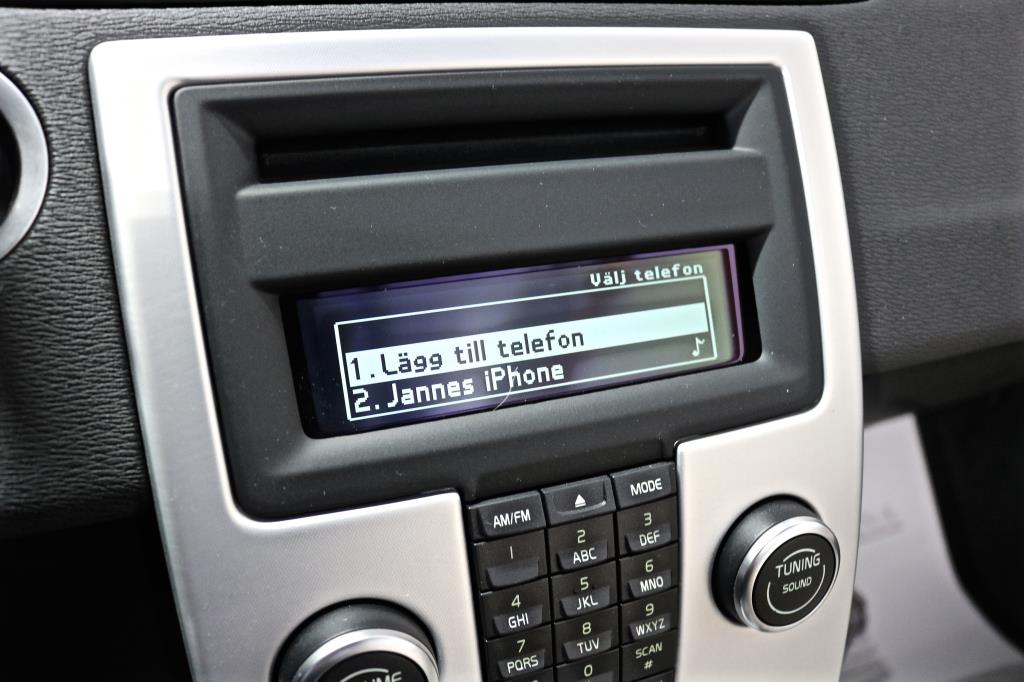 Välj telefon
1. Lägg till telefon
2. Jannes iPhone
AM/FM
MODE
1
2
ABC
3
DEF
4
GHI
5
JKL
6
MNO
7
PQRS
8
TUV
9
WXYZ
0
SCAN
#
TUNING
SOUND